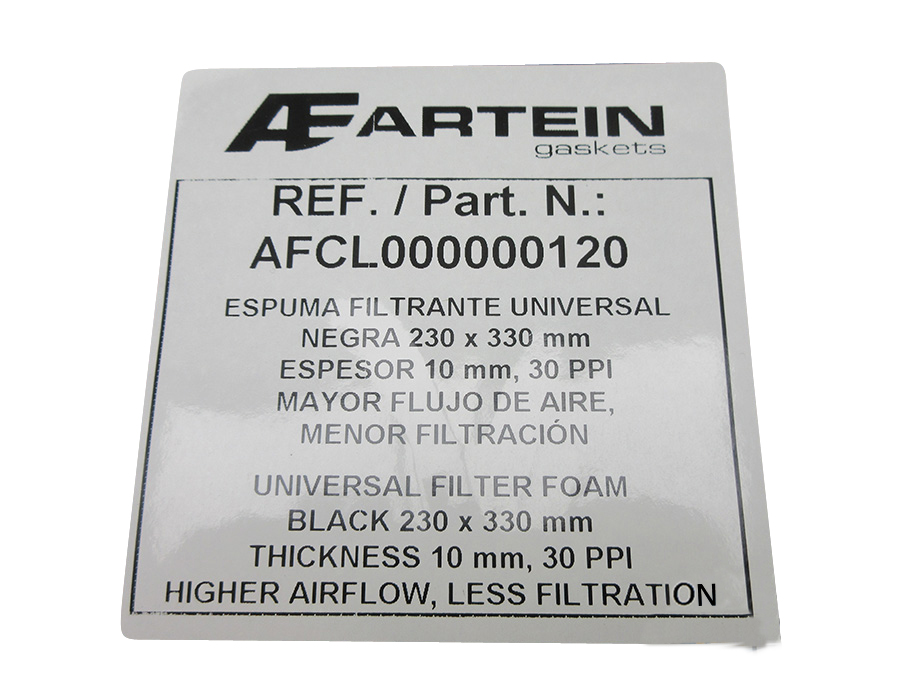 AE ARTEIN
gaskets
REF. / Part. N.:
AFCL000000120
ESPUMA FILTRANTE UNIVERSAL
NEGRA 230 x 330 mm
ESPESOR 10 mm, 30 PPI
MAYOR FLUJO DE AIRE,
MENOR FILTRACIÓN
UNIVERSAL FILTER FOAM
BLACK 230 x 330 mm
THICKNESS 10 mm, 30 PPI
HIGHER AIRFLOW, LESS FILTRATION